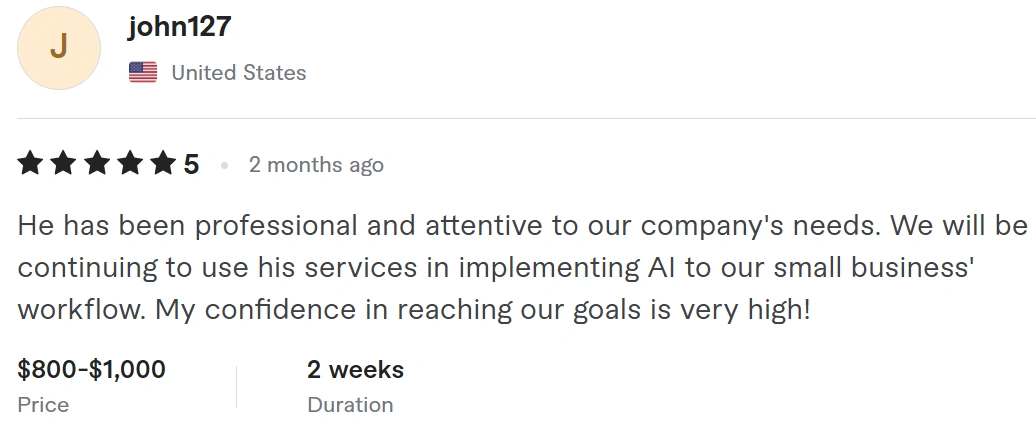 J
john127
United States
5 • 2 months ago
He has been professional and attentive to our company's needs. We will be
continuing to use his services in implementing AI to our small business'
workflow. My confidence in reaching our goals is very high!
$800-$1,000 2 weeks
Price Duration